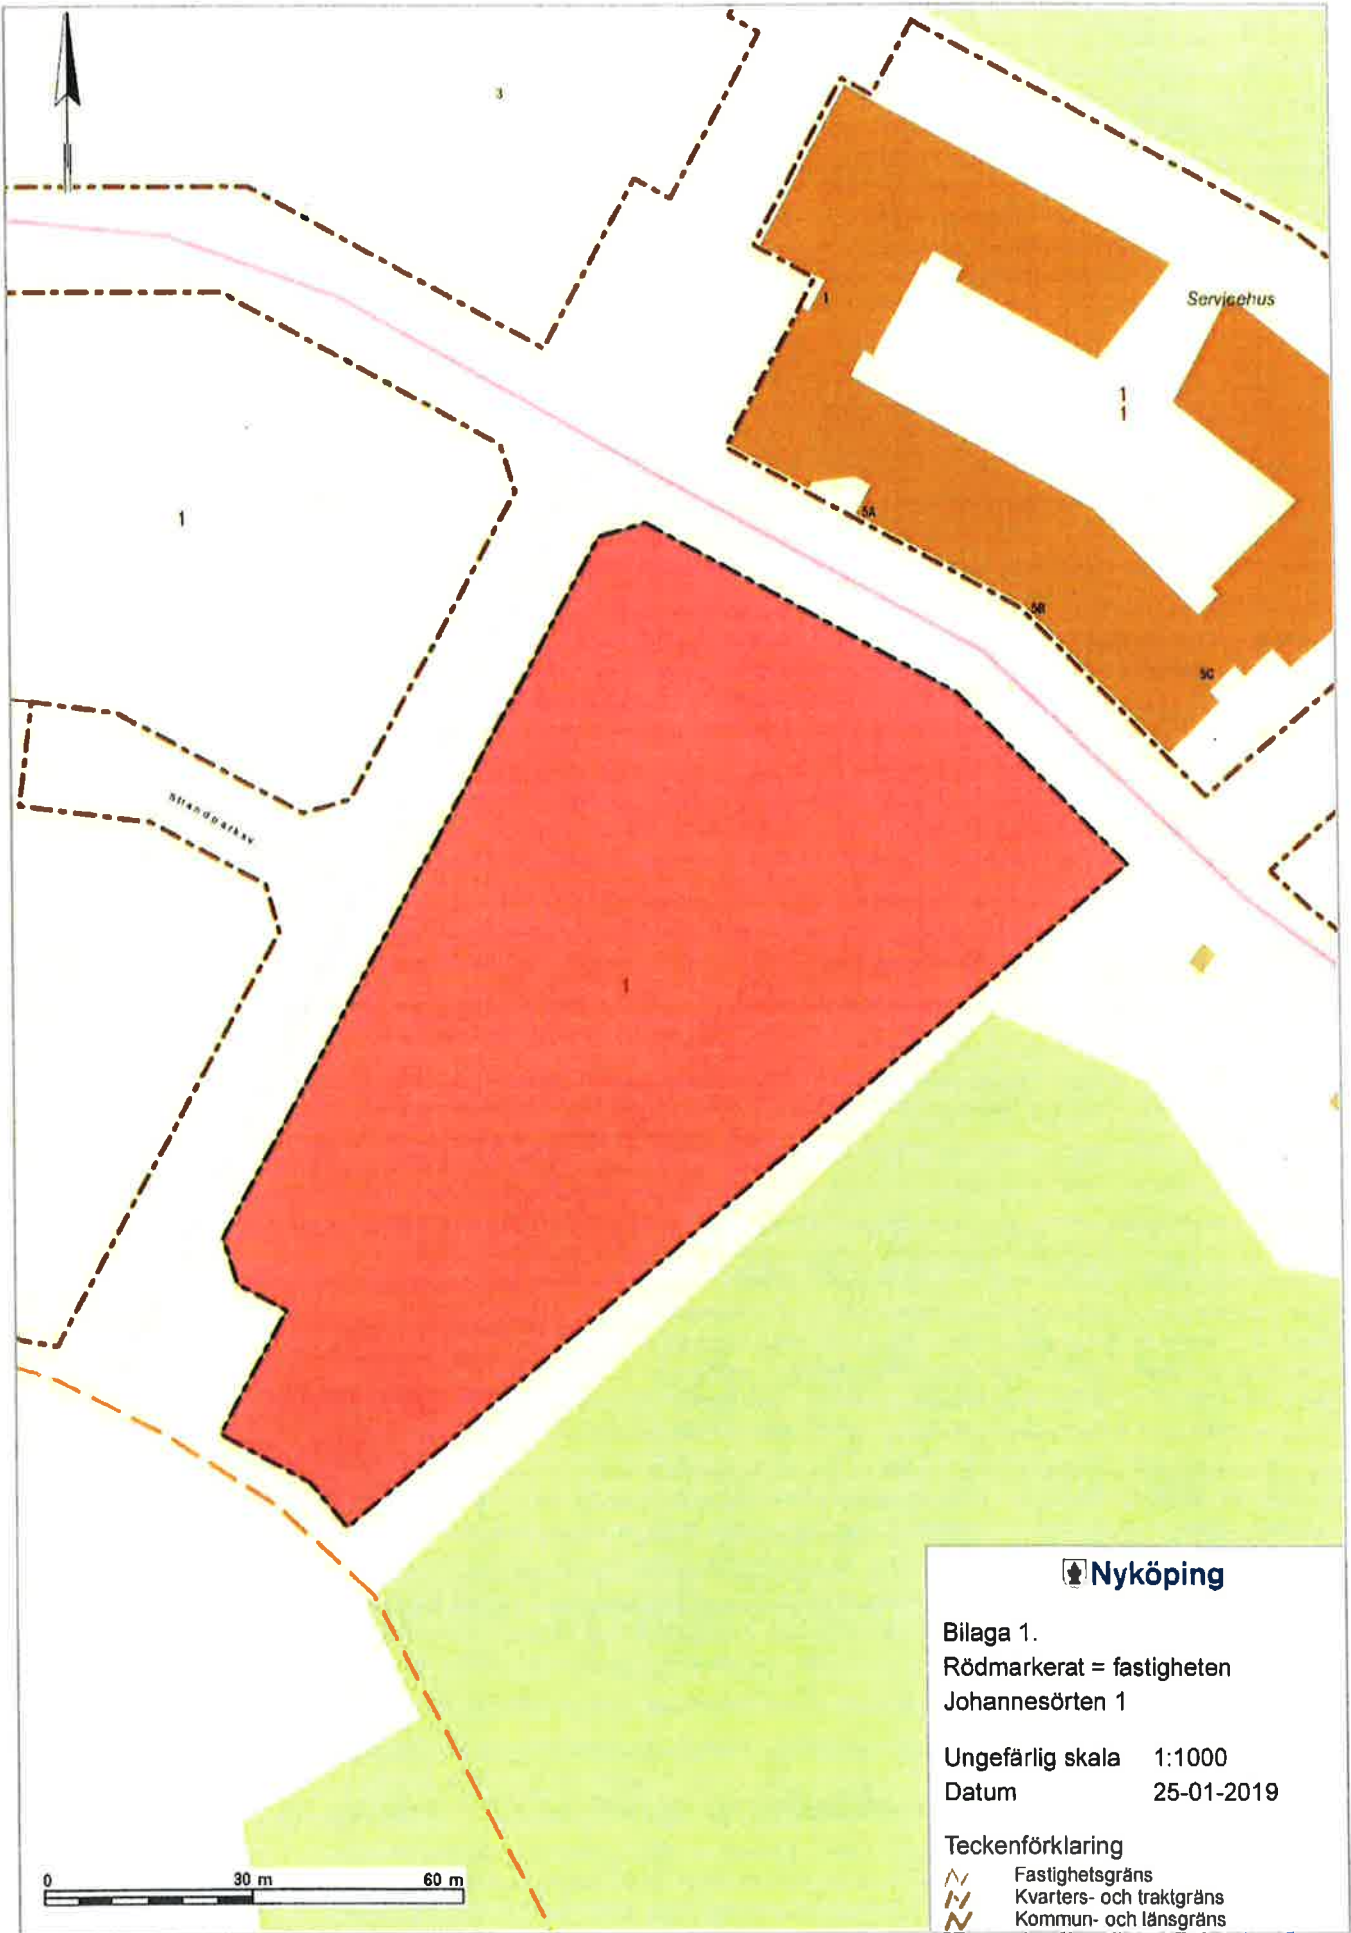 3
Servicehus
1
1
1
1
5A
5B
5C
Strandparksv
1
Nyköping
Bilaga 1.
Rödmarkerat = fastigheten
Johannesörten 1
Ungefärlig skala 1:1000
Datum 25-01-2019
Teckenförklaring
Fastighetsgräns
Kvarters- och traktgräns
Kommun- och länsgräns
0 30 m 60 m